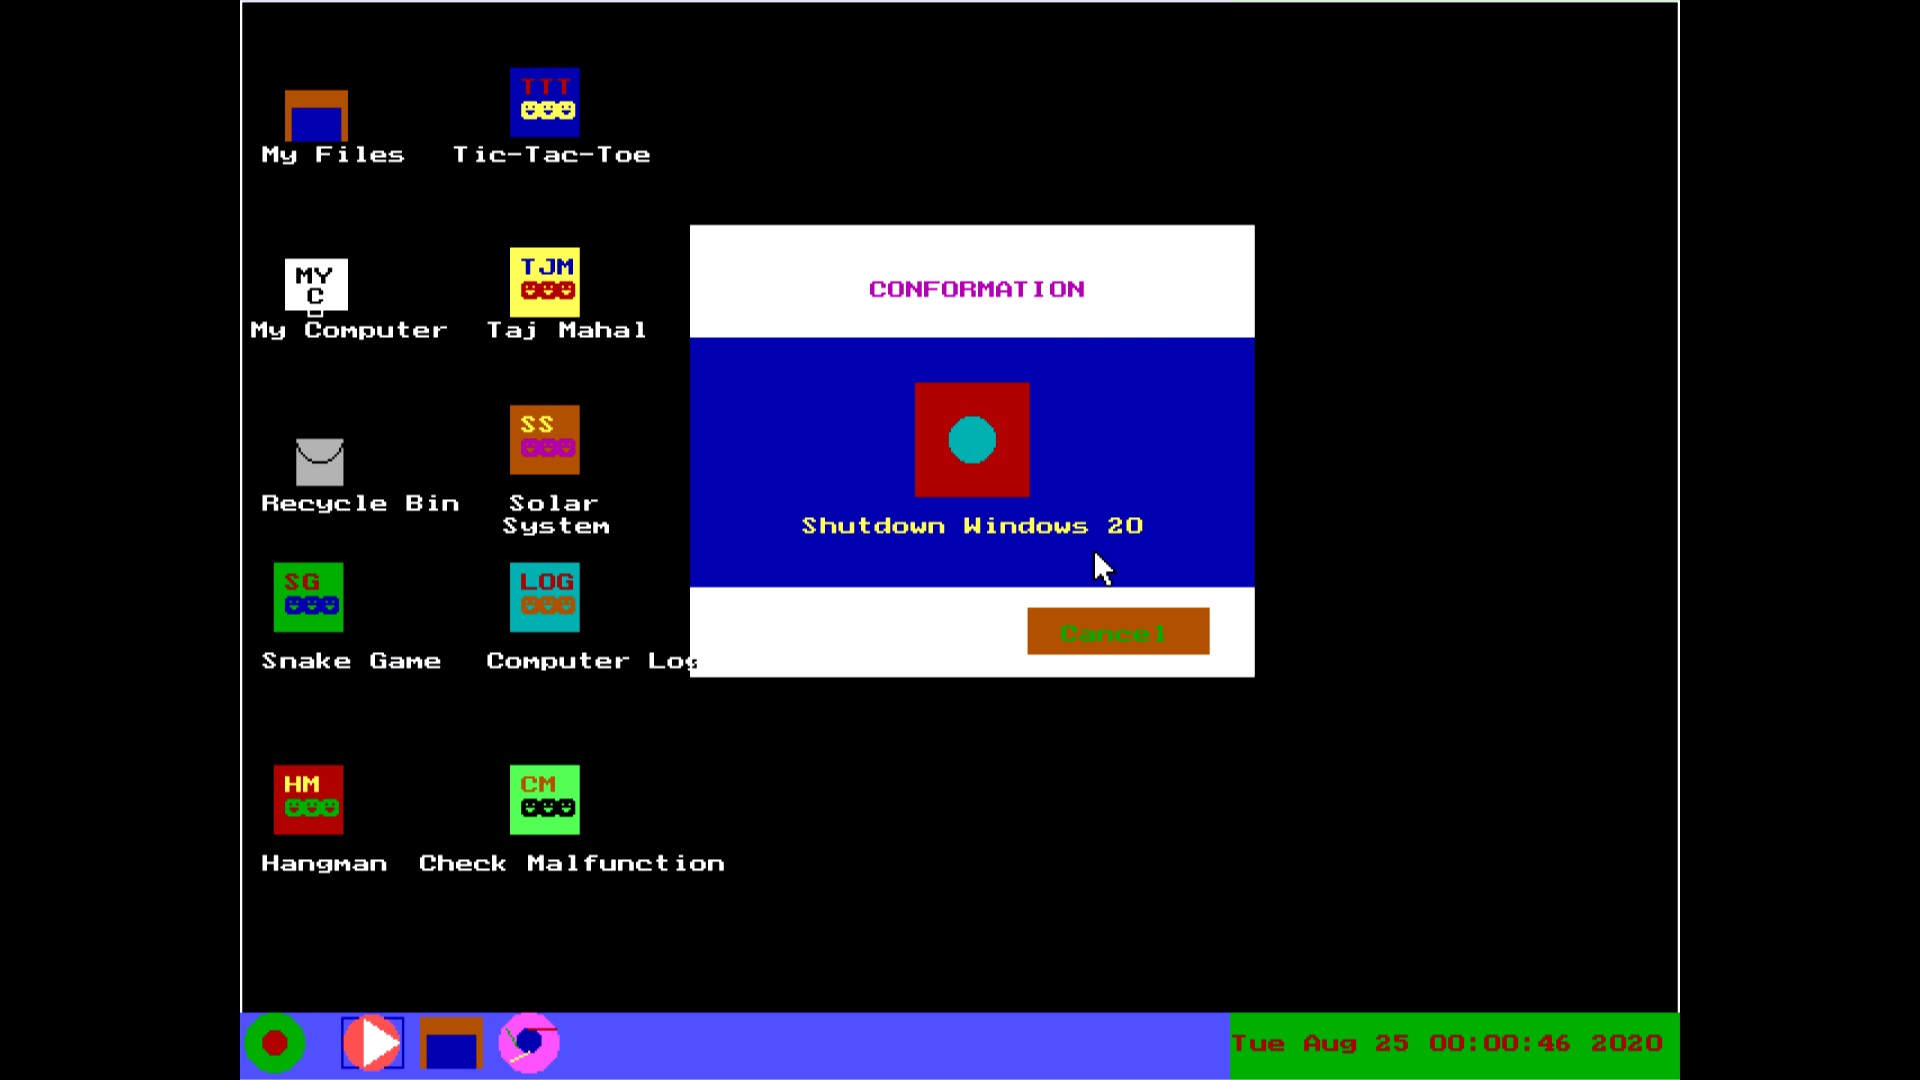 TTT
My Files
Tic-Tac-Toe
MY
C
My Computer
TJM
Taj Mahal
Recycle Bin
SS
Solar
System
SG
Snake Game
LOG
Computer Log
HM
Hangman
CM
Check Malfunction
CONFORMATION
Shutdown Windows 20
Cancel
Tue Aug 25 00:00:46 2020